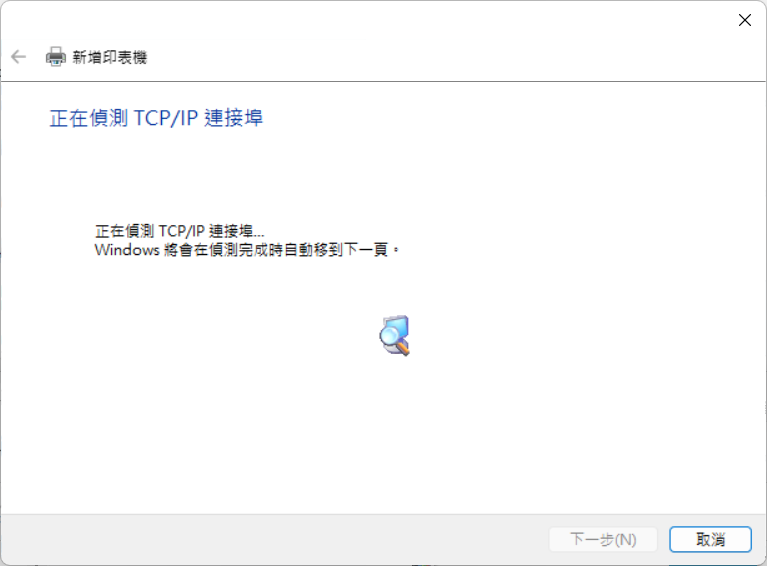 新增印表機
正在偵測 TCP/IP 連接埠
正在偵測 TCP/IP 連接埠...
Windows 將會在偵測完成時自動移到下一頁。
下一步(N)
取消